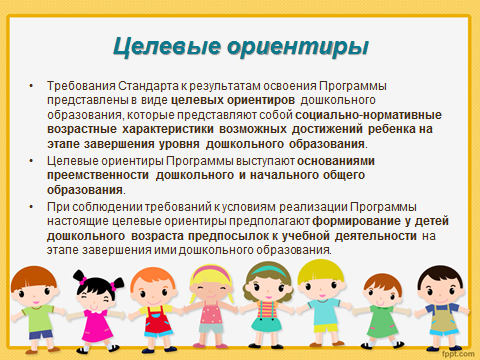 Целевые ориентиры
• Требования Стандарта к результатам освоения Программы
представлены в виде целевых ориентиров дошкольного
образования, которые представляют собой социально-нормативные
возрастные характеристики возможных достижений ребенка на
этапе завершения уровня дошкольного образования.
• Целевые ориентиры Программы выступают основаниями
преемственности дошкольного и начального общего
образования.
• При соблюдении требований к условиям реализации Программы
настоящие целевые ориентиры предполагают формирование у детей
дошкольного возраста предпосылок к учебной деятельности на
этапе завершения ими дошкольного образования.
fppt.com